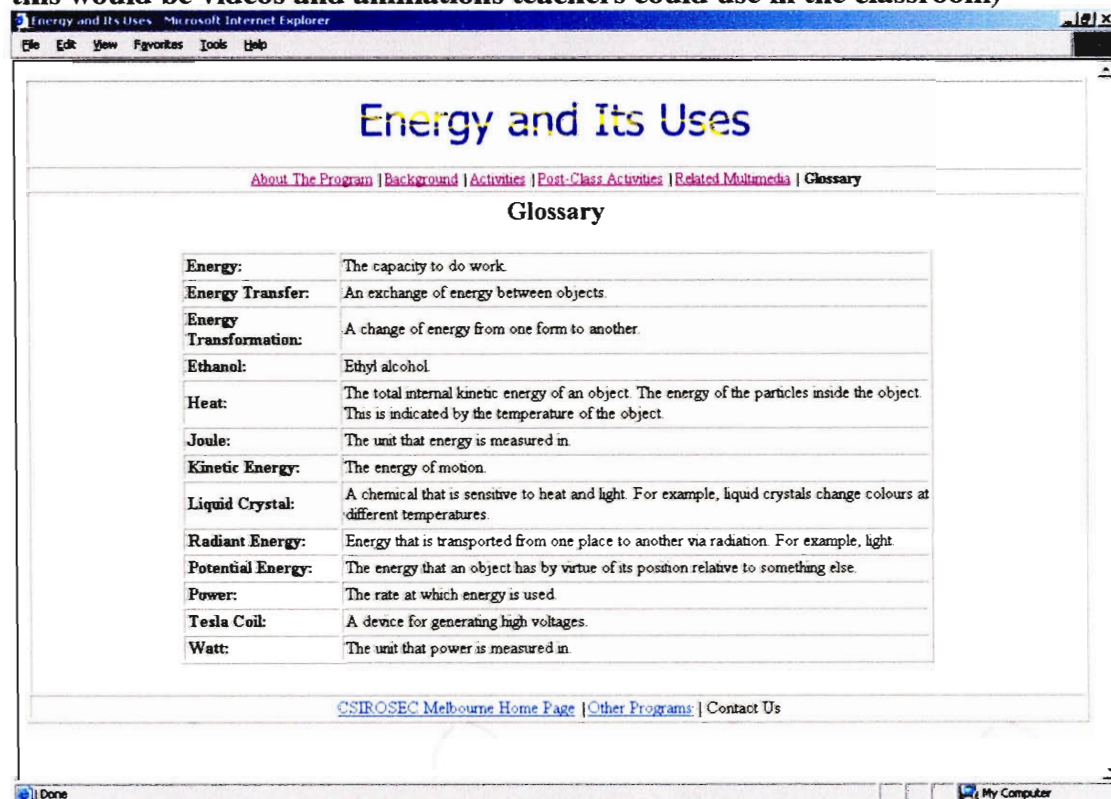 this would be videos and animations teachers could use in the classroom)
Energy and Its Uses Microsoft Internet Explorer
File Edit View Favorites Tools Help
Energy and Its Uses
About The Program | Background | Activities | Post-Class Activities | Related Multimedia | Glossary
Glossary
Energy: The capacity to do work.
Energy Transfer: An exchange of energy between objects.
Energy
Transformation: A change of energy from one form to another.
Ethanol: Ethyl alcohol.
Heat: The total internal kinetic energy of an object. The energy of the particles inside the object.
This is indicated by the temperature of the object.
Joule: The unit that energy is measured in.
Kinetic Energy: The energy of motion.
Liquid Crystal: A chemical that is sensitive to heat and light. For example, liquid crystals change colours at
different temperatures.
Radiant Energy: Energy that is transported from one place to another via radiation. For example, light.
Potential Energy: The energy that an object has by virtue of its position relative to something else.
Power: The rate at which energy is used.
Tesla Coil: A device for generating high voltages.
Watt: The unit that power is measured in.
CSIROSEC Melbourne Home Page | Other Programs | Contact Us
Done
My Computer